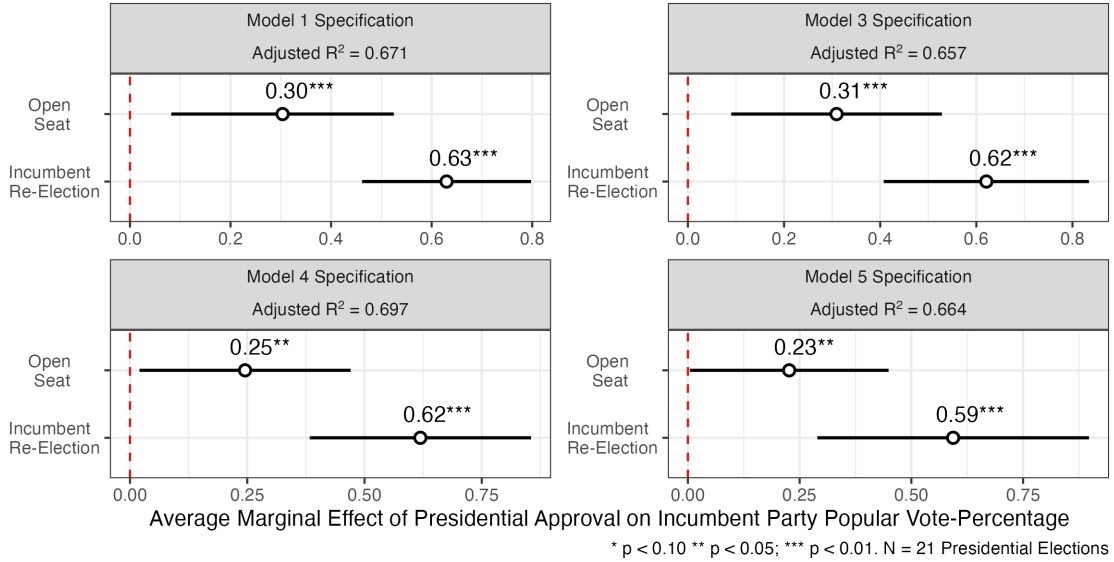 Model 1 Specification
Adjusted R² = 0.671
0.30***
Open
Seat
0.63***
Incumbent
Re-Election
0.0 0.2 0.4 0.6 0.8
Model 3 Specification
Adjusted R² = 0.657
0.31***
Open
Seat
0.62***
Incumbent
Re-Election
0.0 0.2 0.4 0.6 0.8
Model 4 Specification
Adjusted R² = 0.697
0.25**
Open
Seat
0.62***
Incumbent
Re-Election
0.00 0.25 0.50 0.75
Model 5 Specification
Adjusted R² = 0.664
0.23**
Open
Seat
0.59***
Incumbent
Re-Election
0.00 0.25 0.50 0.75
Average Marginal Effect of Presidential Approval on Incumbent Party Popular Vote-Percentage
* p < 0.10 ** p < 0.05; *** p < 0.01. N = 21 Presidential Elections